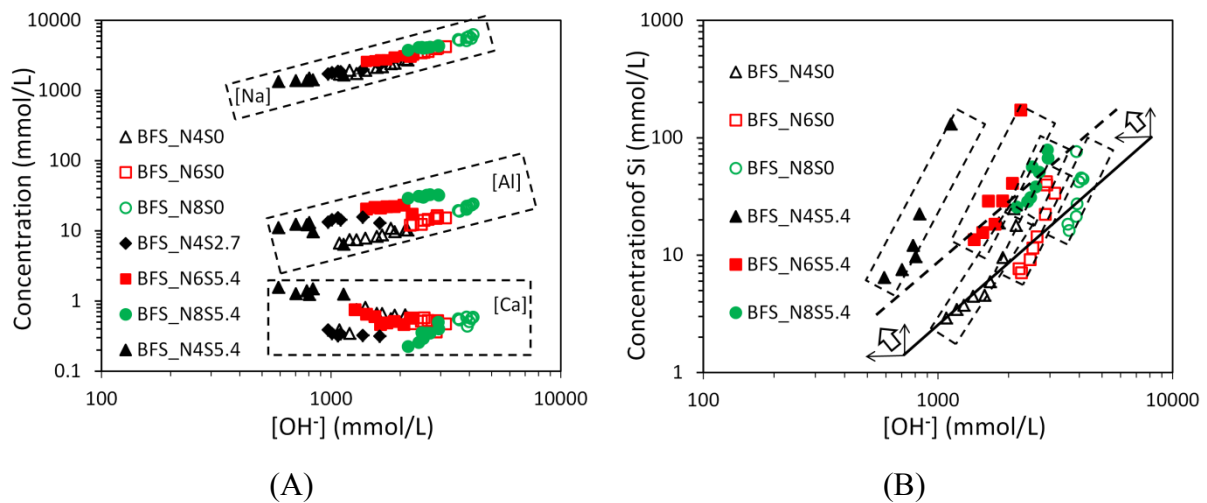 10000
1000
100
10
1
0.1
Concentration (mmol/L)
[Na]
BFS_N4S0
BFS_N6S0
BFS_N8S0
BFS_N4S2.7
BFS_N6S5.4
BFS_N8S5.4
BFS_N4S5.4
[Al]
[Ca]
100
1000
10000
[OH-] (mmol/L)
(A)
1000
100
10
1
Concentrationof Si (mmol/L)
BFS_N4S0
BFS_N6S0
BFS_N8S0
BFS_N4S5.4
BFS_N6S5.4
BFS_N8S5.4
100
1000
10000
[OH-] (mmol/L)
(B)